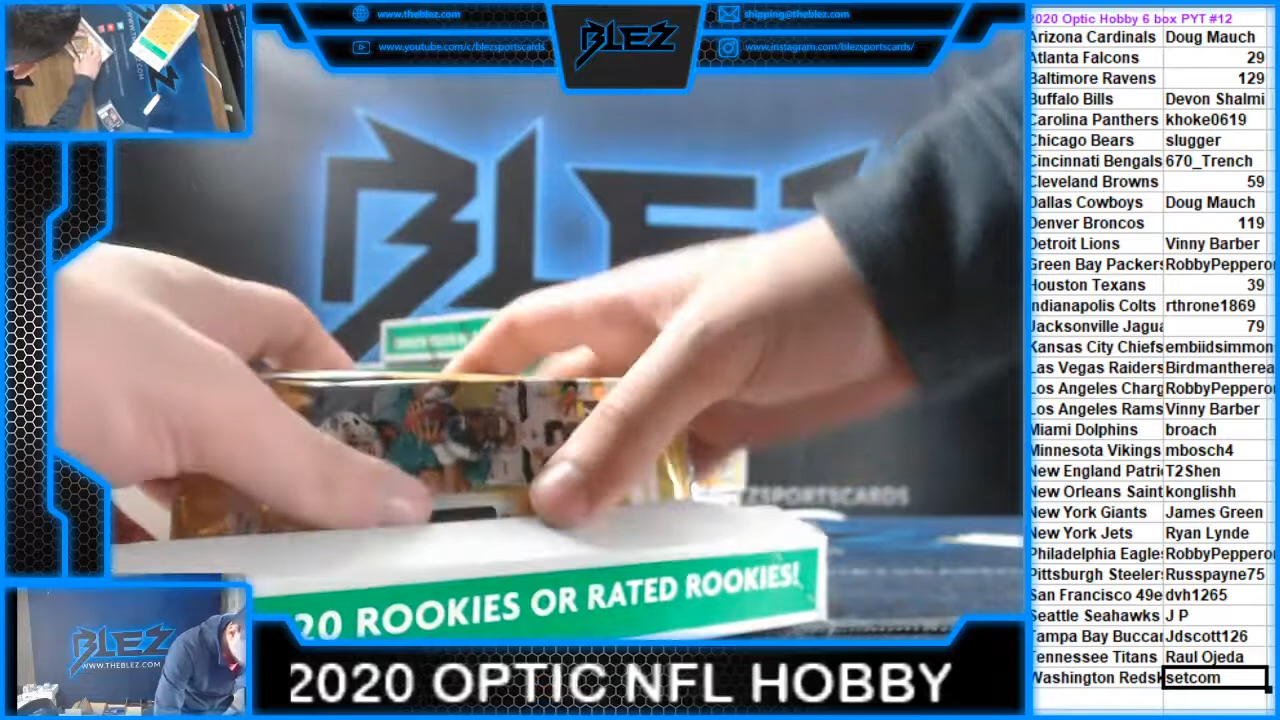 www.theblez.com
shipping@theblez.com
www.youtube.com/c/blezsportscards
www.instagram.com/blezsportscards/
BLEZ
BLEZ
ZSPORTSCARDS
20 ROOKIES OR RATED ROOKIES!
BLEZ
WWW.THEBLEZ.COM
2020 OPTIC NFL HOBBY
2020 Optic Hobby 6 box PYT #12
Arizona Cardinals Doug Mauch
Atlanta Falcons 29
Baltimore Ravens 129
Buffalo Bills Devon Shalmi
Carolina Panthers khoke0619
Chicago Bears slugger
Cincinnati Bengals 670_Trench
Cleveland Browns 59
Dallas Cowboys Doug Mauch
Denver Broncos 119
Detroit Lions Vinny Barber
Green Bay Packers RobbyPeppero
Houston Texans 39
Indianapolis Colts rthrone1869
Jacksonville Jagua 79
Kansas City Chiefs embiidsimmon
Las Vegas Raiders Birdmantherea
Los Angeles Charg RobbyPeppero
Los Angeles Rams Vinny Barber
Miami Dolphins broach
Minnesota Vikings mbosch4
New England Patri T2Shen
New Orleans Saint konglishh
New York Giants James Green
New York Jets Ryan Lynde
Philadelphia Eagle RobbyPeppero
Pittsburgh Steeler Russpayne75
San Francisco 49e dvh1265
Seattle Seahawks J P
Tampa Bay Buccar Jdscott126
Tennessee Titans Raul Ojeda
Washington Redsk setcom